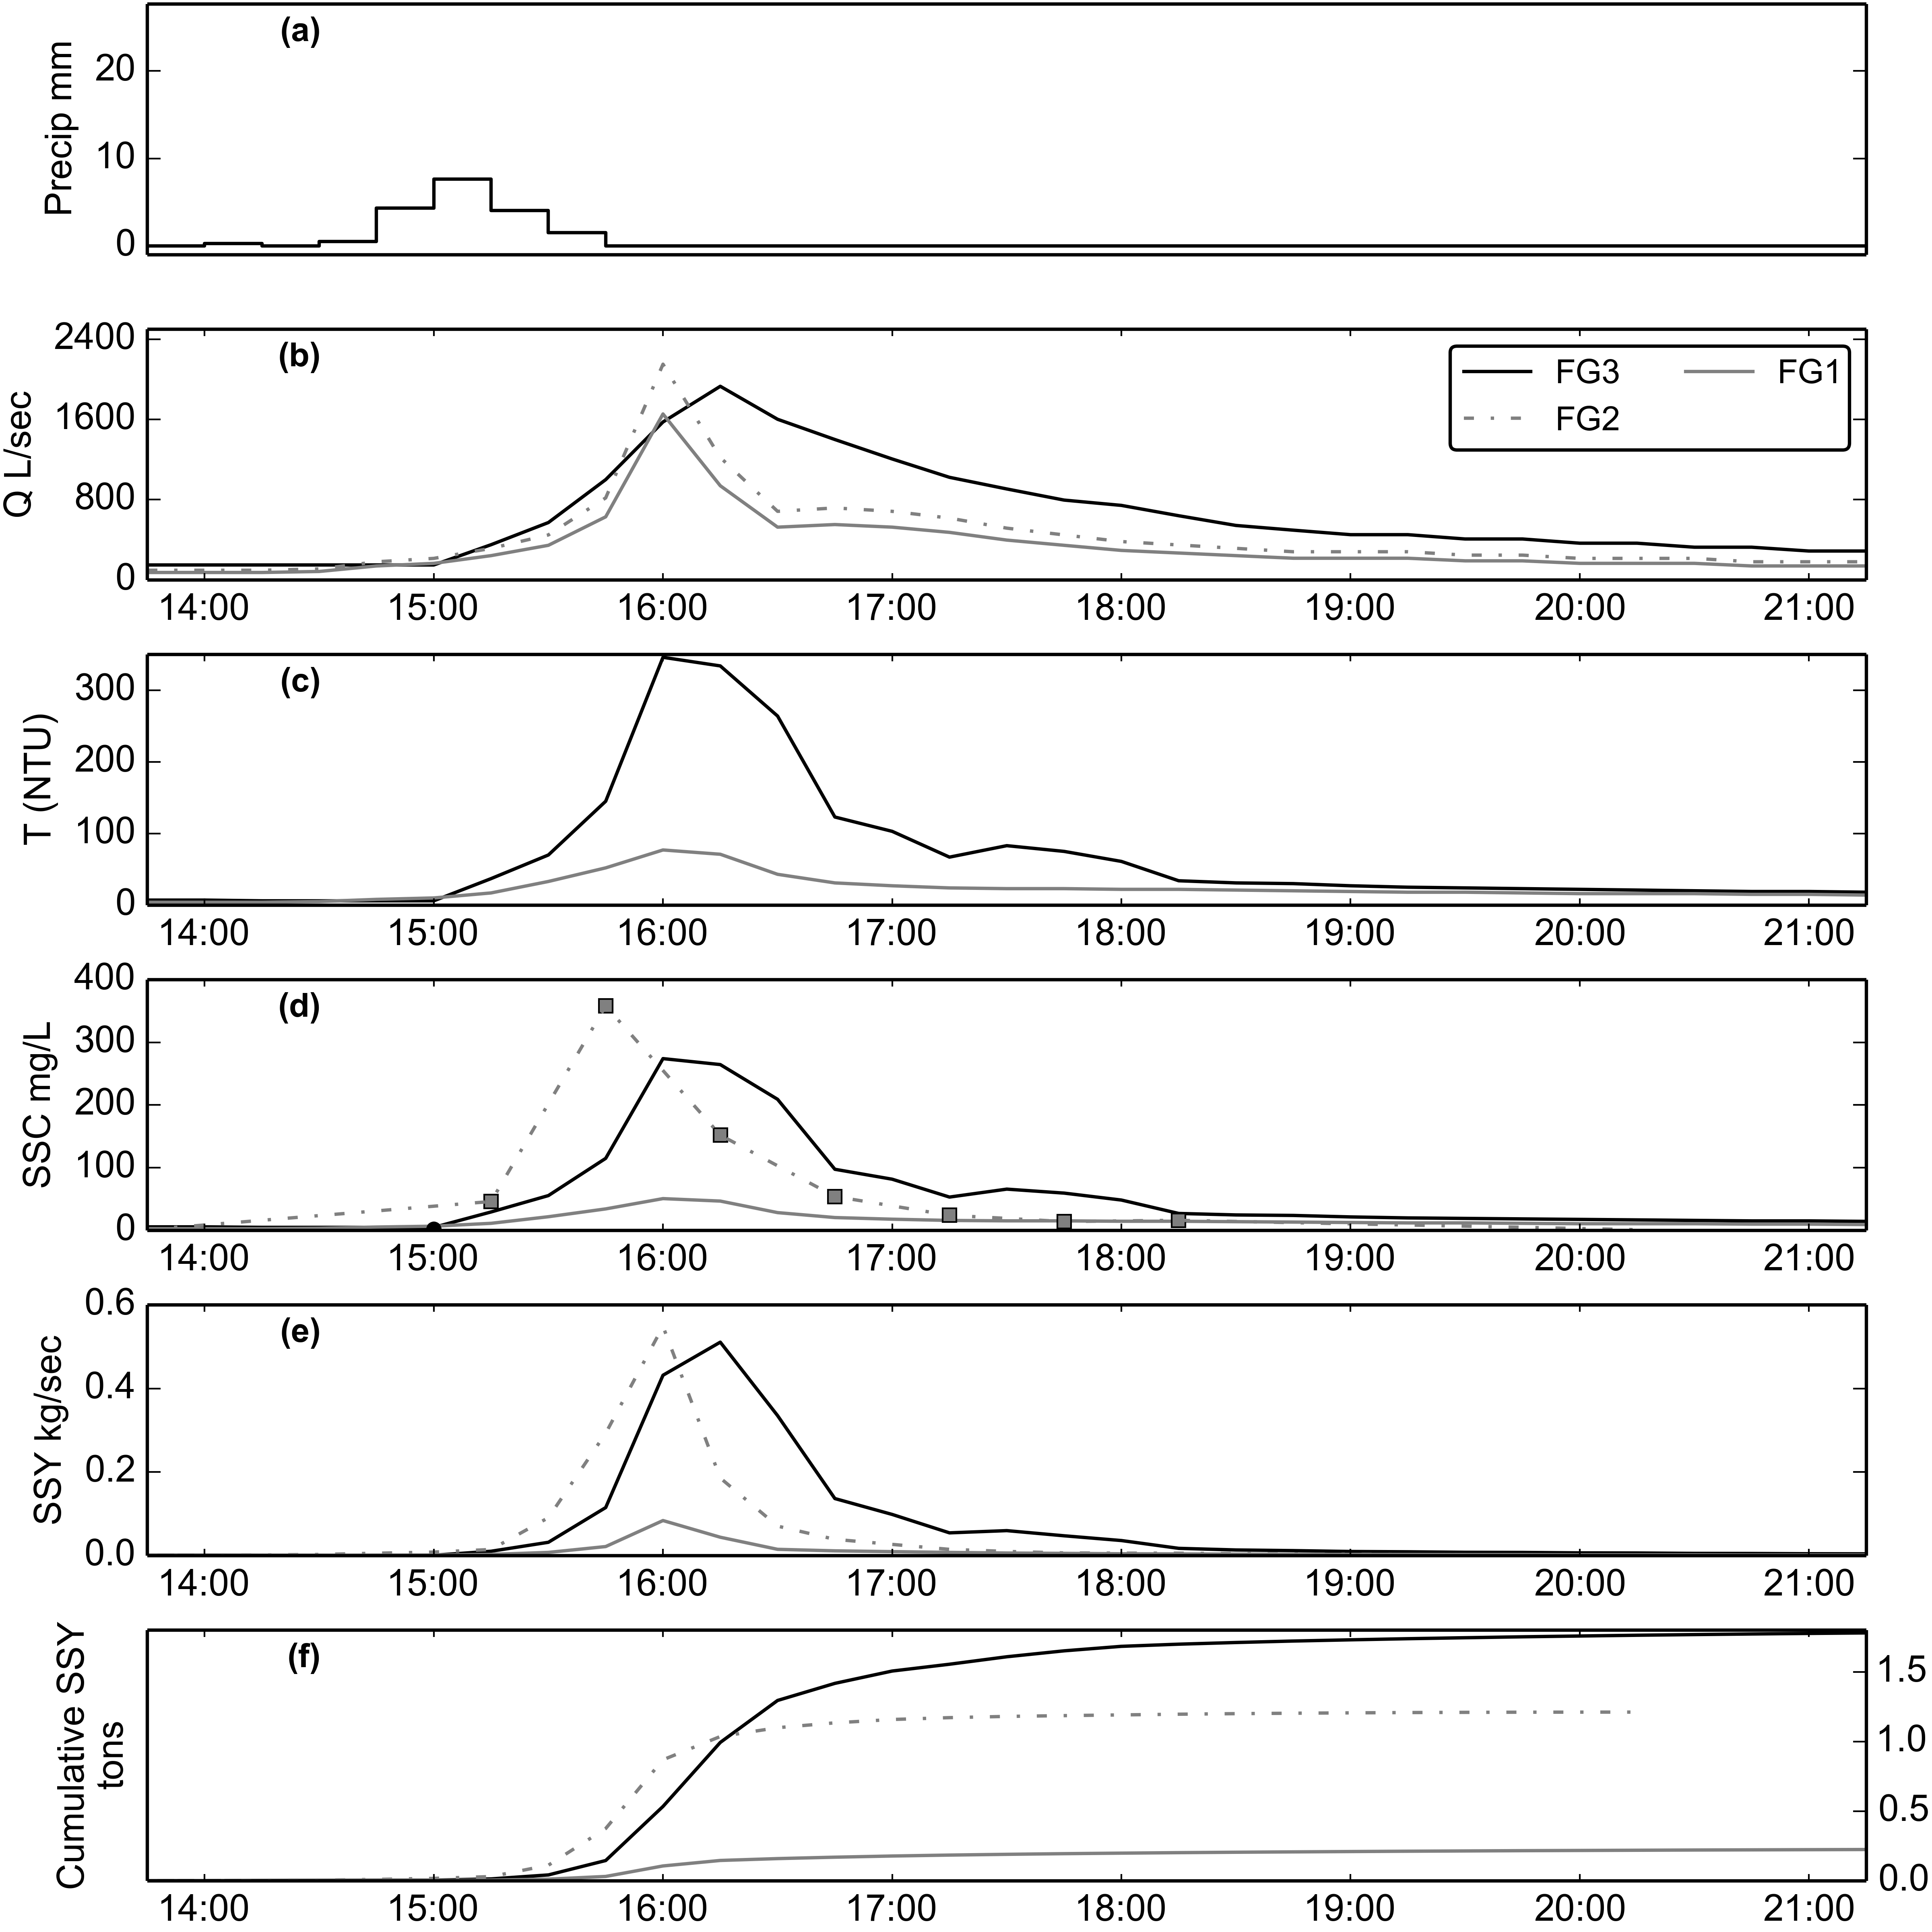 (a)
Precip mm
20
10
0
(b)
Q L/sec
2400
1600
800
0
FG3 FG1
FG2
14:00 15:00 16:00 17:00 18:00 19:00 20:00 21:00
(c)
T (NTU)
300
200
100
0
14:00 15:00 16:00 17:00 18:00 19:00 20:00 21:00
(d)
SSC mg/L
400
300
200
100
0
14:00 15:00 16:00 17:00 18:00 19:00 20:00 21:00
(e)
SSY kg/sec
0.6
0.4
0.2
0.0
14:00 15:00 16:00 17:00 18:00 19:00 20:00 21:00
(f)
Cumulative SSY
tons
1.5
1.0
0.5
0.0
14:00 15:00 16:00 17:00 18:00 19:00 20:00 21:00